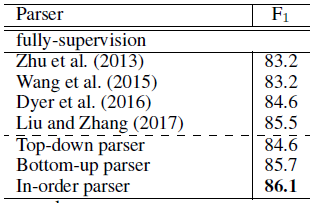 Parser F1
fully-supervision
Zhu et al. (2013) 83.2
Wang et al. (2015) 83.2
Dyer et al. (2016) 84.6
Liu and Zhang (2017) 85.5
Top-down parser 84.6
Bottom-up parser 85.7
In-order parser 86.1